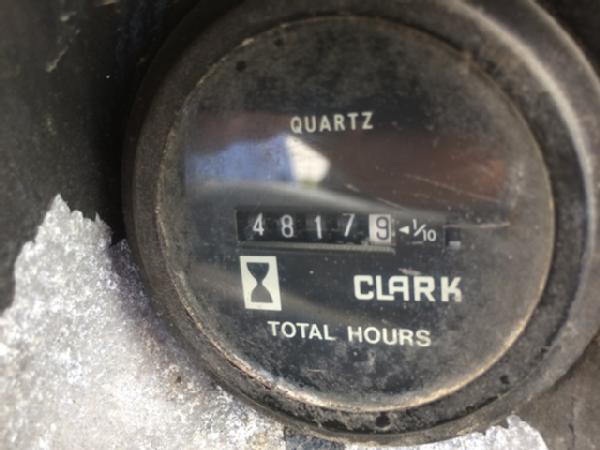 QUARTZ
48179 ◄1/10
CLARK
TOTAL HOURS